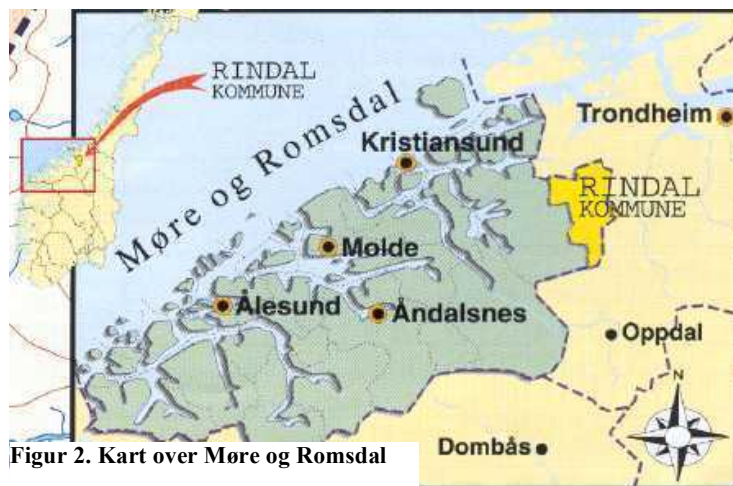 RINDAL
KOMMUNE
Møre og Romsdal
Trondheim
Kristiansund
RINDAL
KOMMUNE
Molde
Ålesund
Åndalsnes
Oppdal
N
Dombås
Figur 2. Kart over Møre og Romsdal